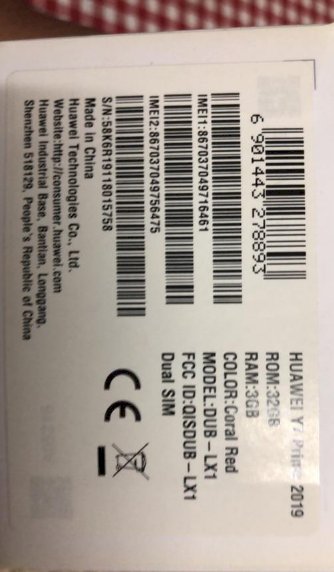 HUAWEI Y7 Prime 2019
ROM:32GB
RAM:3GB
COLOR:Coral Red
MODEL:DUB-LX1
FCC ID:QISDUB-LX1
Dual SIM
6 901443 278893
IMEI1:867037049716461
IMEI2:867037049756475
S/N:58K6R19118015758
Made in China
Huawei Technologies Co., Ltd.
Website:http://consumer.huawei.com
Huawei Industrial Base, Bantian, Longgang,
Shenzhen 518129, People's Republic of China
CE